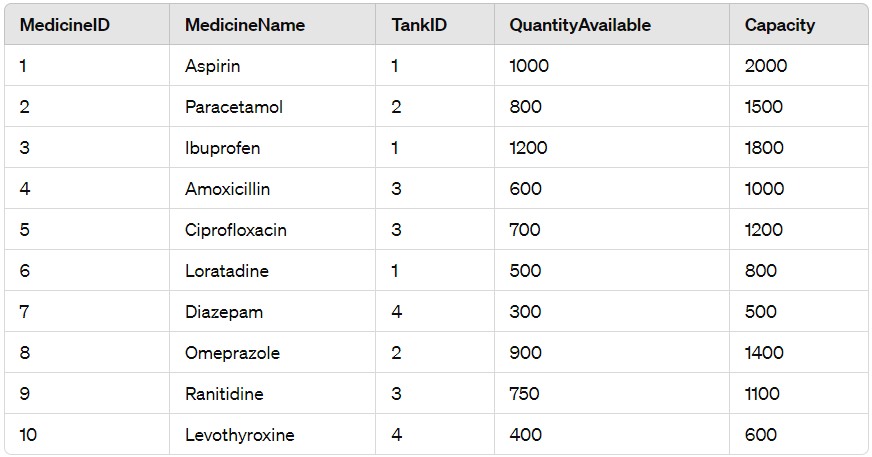 MedicineID MedicineName TankID QuantityAvailable Capacity
1 Aspirin 1 1000 2000
2 Paracetamol 2 800 1500
3 Ibuprofen 1 1200 1800
4 Amoxicillin 3 600 1000
5 Ciprofloxacin 3 700 1200
6 Loratadine 1 500 800
7 Diazepam 4 300 500
8 Omeprazole 2 900 1400
9 Ranitidine 3 750 1100
10 Levothyroxine 4 400 600